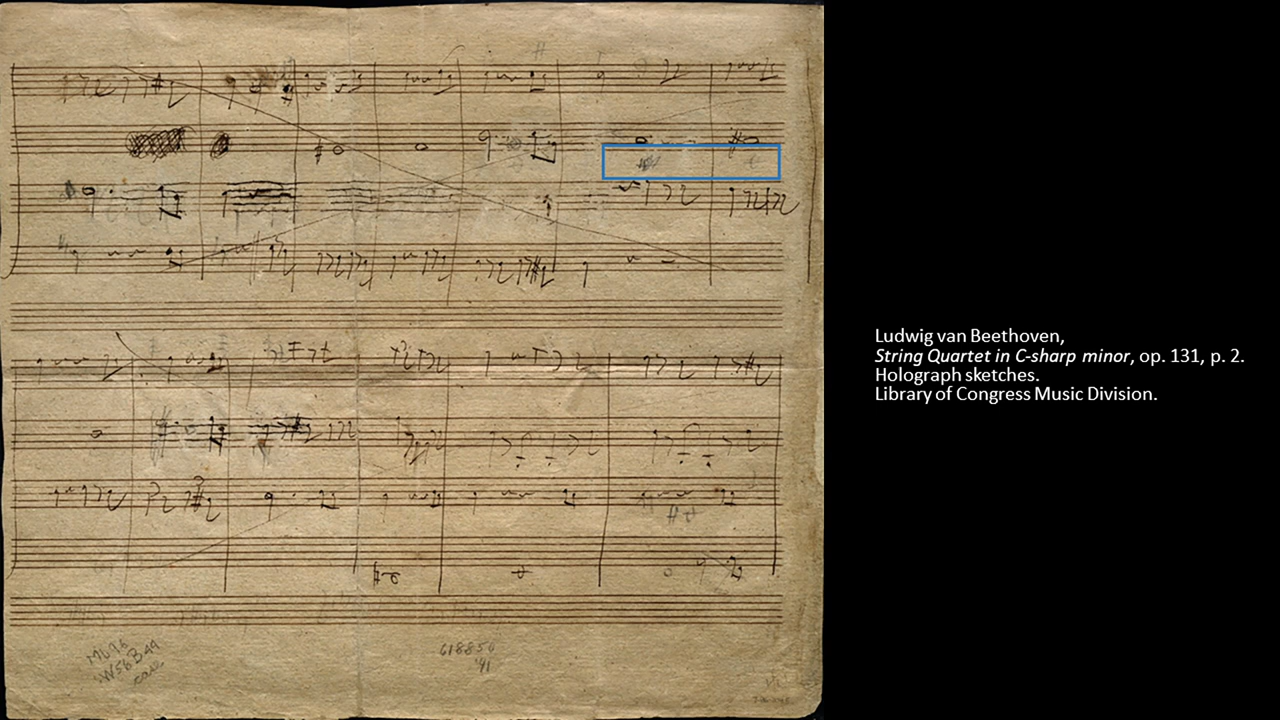 Ludwig van Beethoven,
String Quartet in C-sharp minor, op. 131, p. 2.
Holograph sketches.
Library of Congress Music Division.
618850
'41